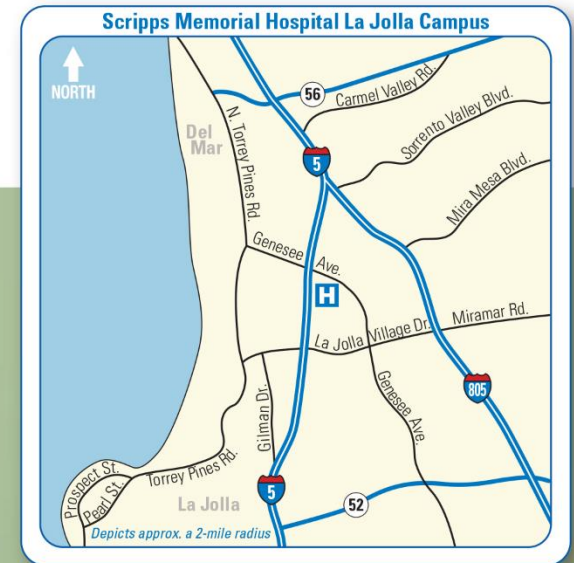 Scripps Memorial Hospital La Jolla Campus
NORTH
56
Carmel Valley Rd.
Del
Mar
N. Torrey Pines Rd.
Sorrento Valley Blvd.
5
Mira Mesa Blvd.
Genesee Ave.
H
La Jolla Village Dr.
Miramar Rd.
805
Gilman Dr.
Genesee Ave.
Prospect St.
Pearl St.
Torrey Pines Rd.
5
La Jolla
52
Depicts approx. a 2-mile radius